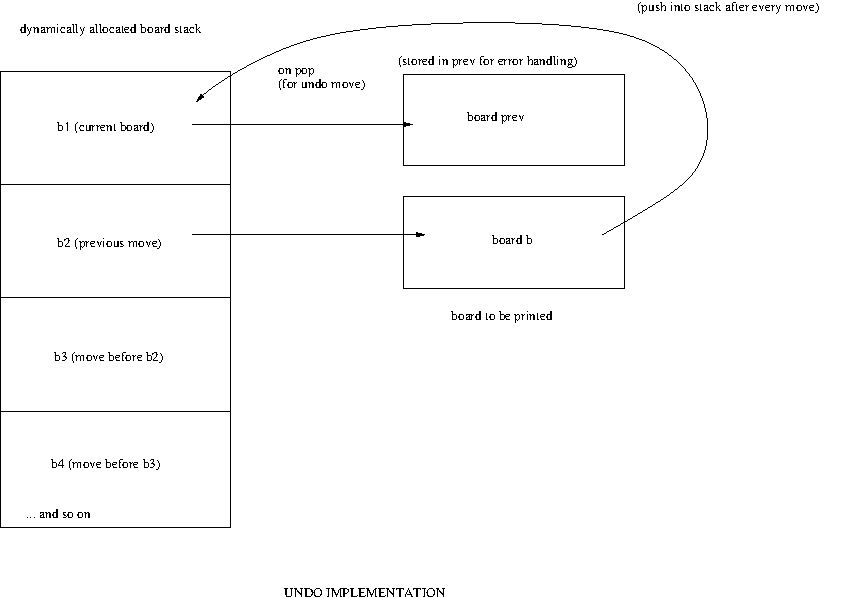 (push into stack after every move)
dynamically allocated board stack
on pop
(for undo move)
(stored in prev for error handling)
b1 (current board)
board prev
b2 (previous move)
board b
board to be printed
b3 (move before b2)
b4 (move before b3)
... and so on
UNDO IMPLEMENTATION